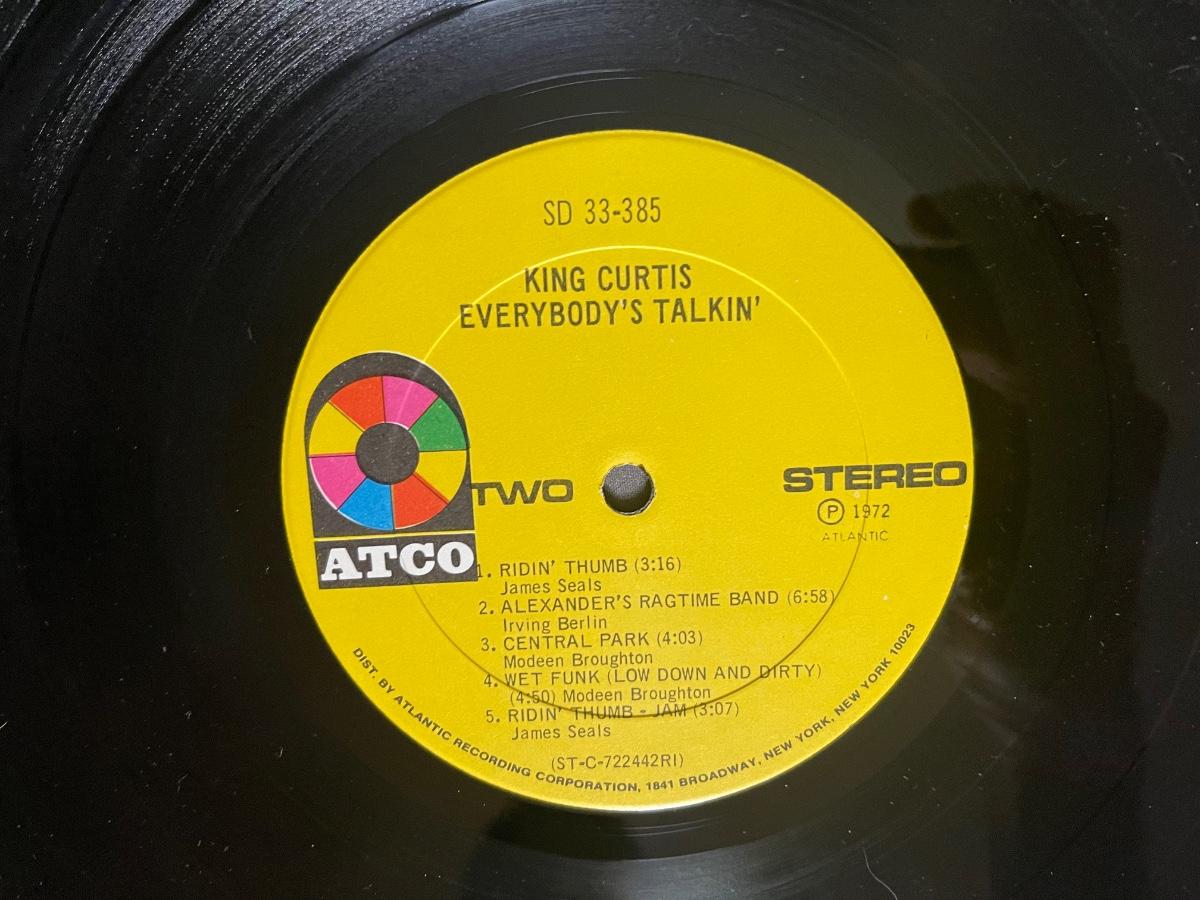 SD 33-385
KING CURTIS
EVERYBODY'S TALKIN'
ATCO
TWO
STEREO
Ⓟ 1972
ATLANTIC
1. RIDIN' THUMB (3:16)
James Seals
2. ALEXANDER'S RAGTIME BAND (6:58)
Irving Berlin
3. CENTRAL PARK (4:03)
Modeen Broughton
4. WET FUNK (LOW DOWN AND DIRTY)
(4:50) Modeen Broughton
5. RIDIN' THUMB - JAM (3:07)
James Seals
(ST-C-722442RI)
DIST. BY ATLANTIC RECORDING CORPORATION, 1841 BROADWAY, NEW YORK, NEW YORK 10023